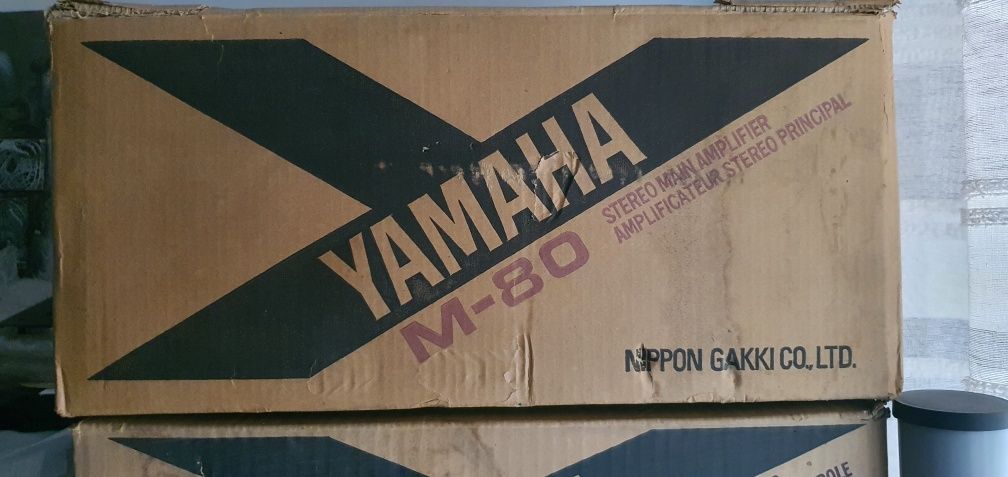 YAMAHA
M-80
STEREO MAIN AMPLIFIER
AMPLIFICATEUR STEREO PRINCIPAL
NIPPON GAKKI CO., LTD.